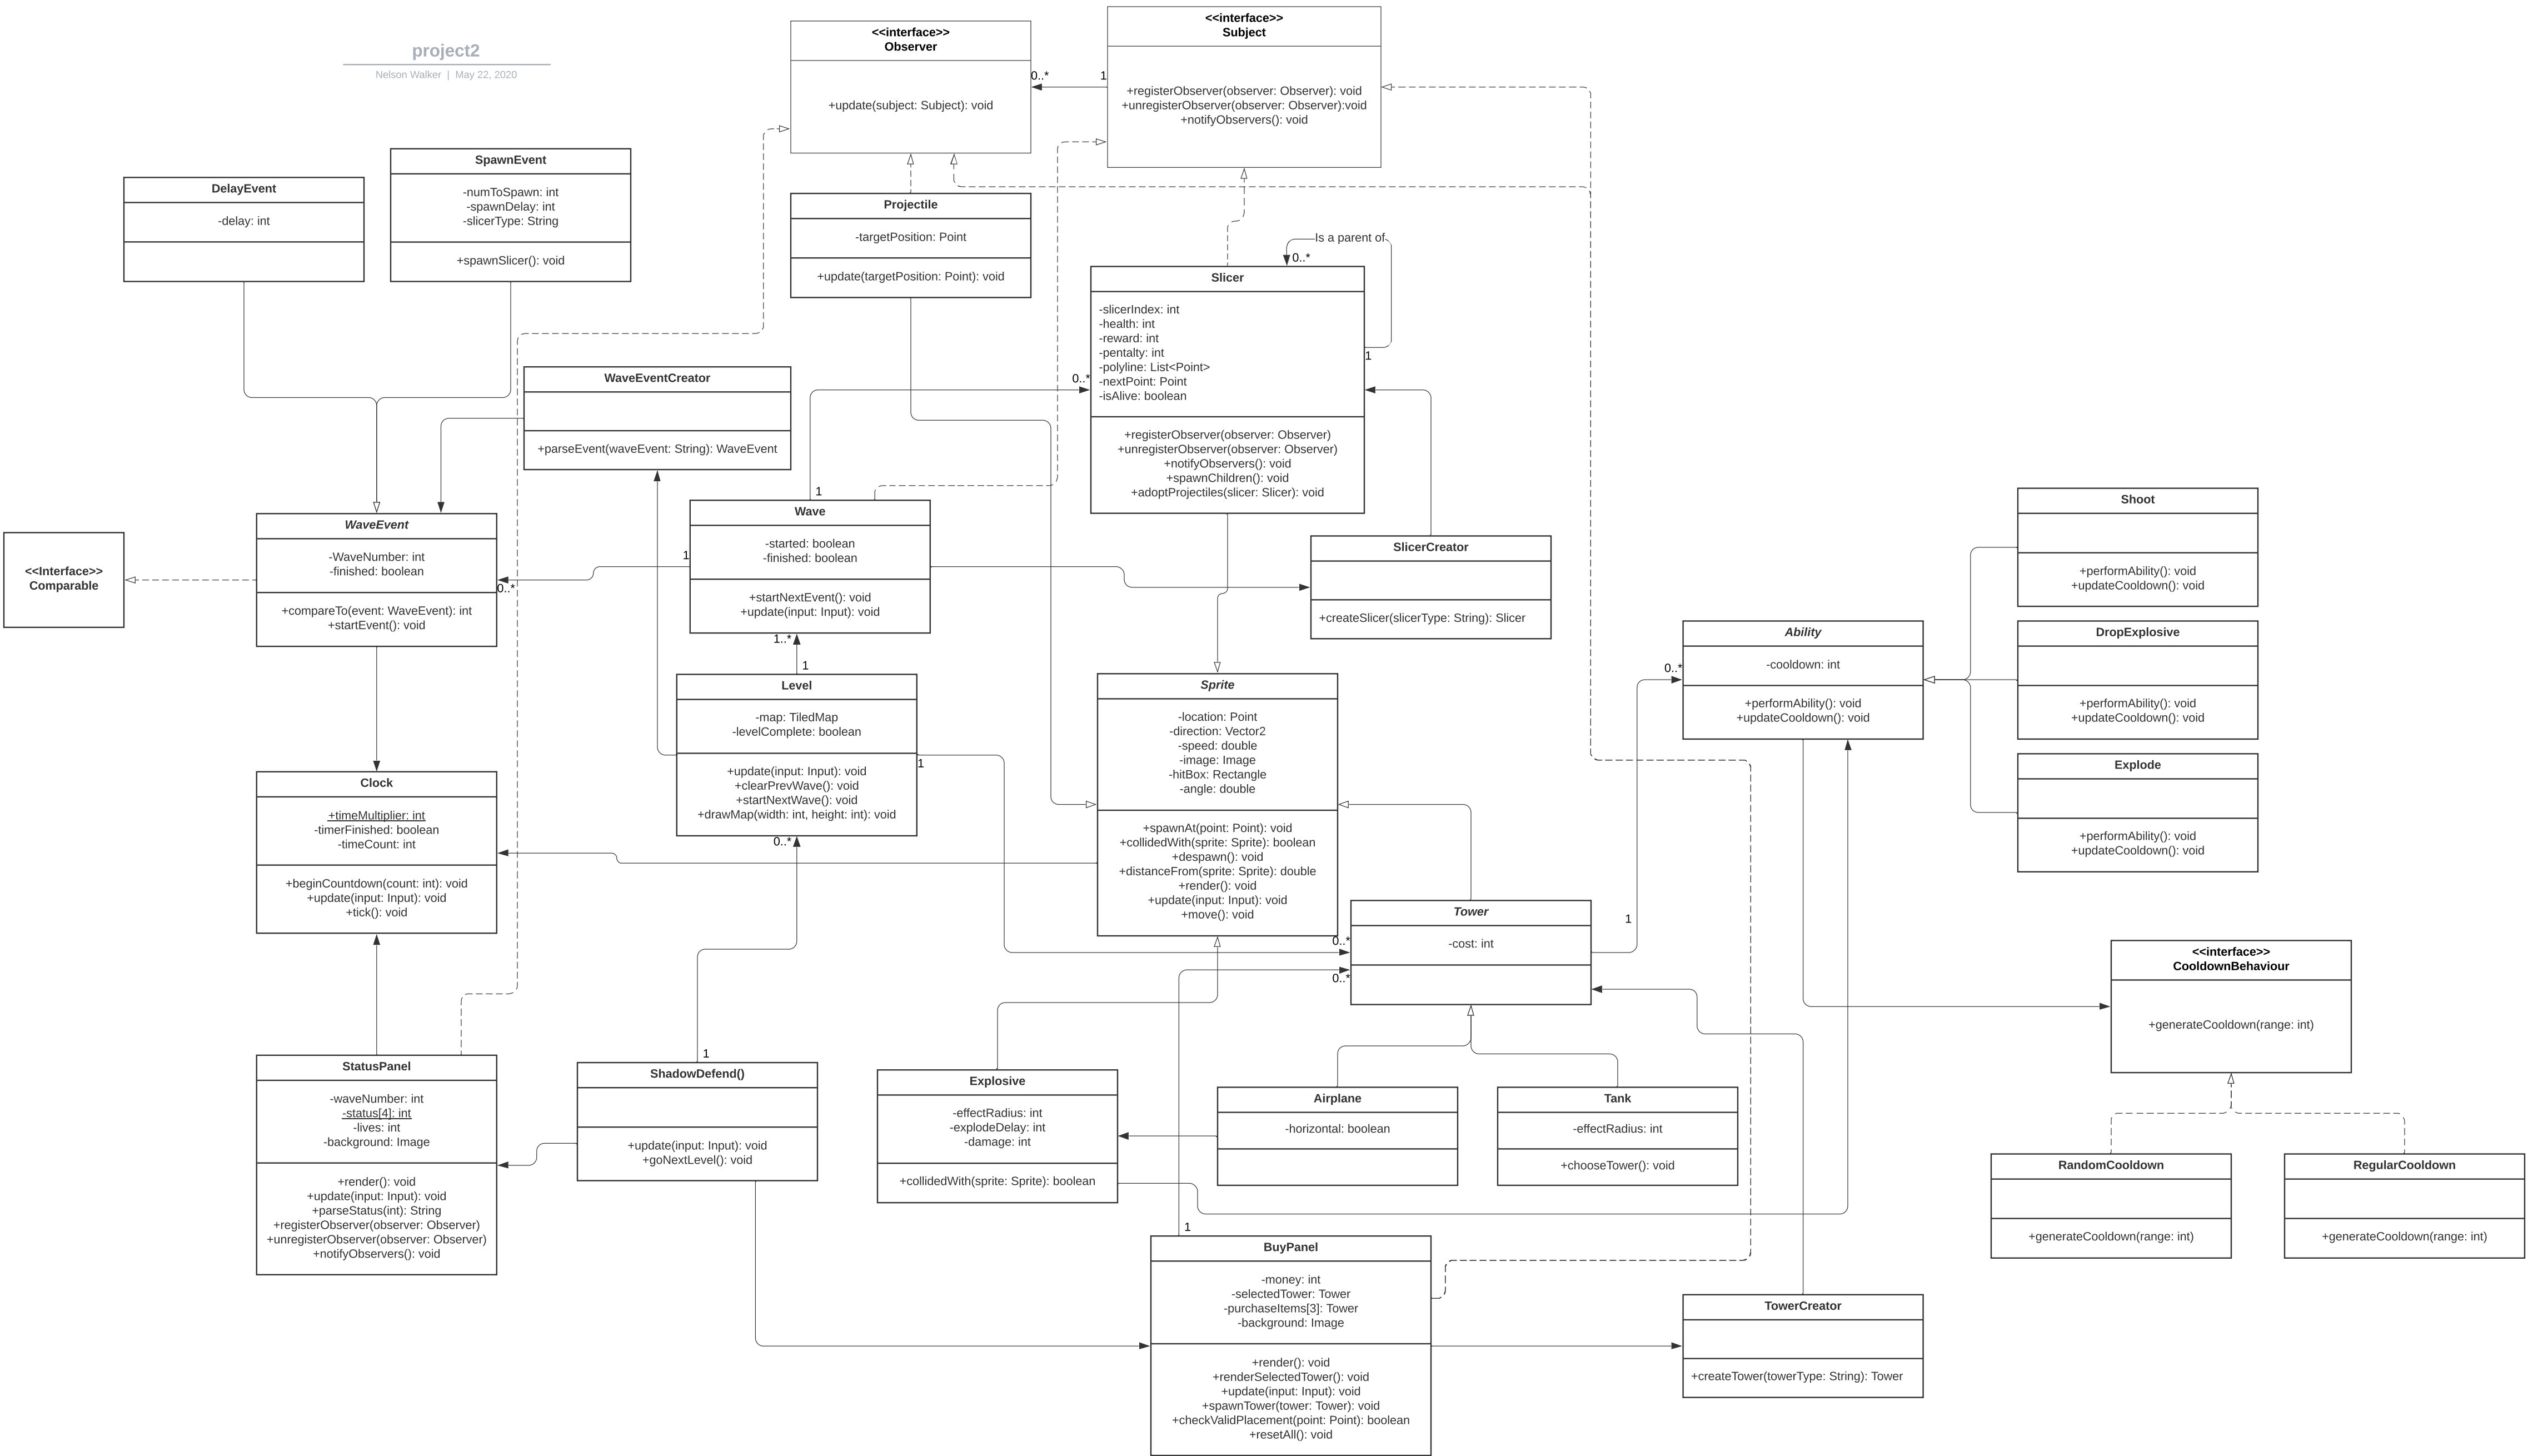 project2
Nelson Walker | May 22, 2020
<<interface>>
Observer
+update(subject: Subject): void
<<interface>>
Subject
+registerObserver(observer: Observer): void
+unregisterObserver(observer: Observer):void
+notifyObservers(): void
0..*
1
DelayEvent
-delay: int
SpawnEvent
-numToSpawn: int
-spawnDelay: int
-slicerType: String
+spawnSlicer(): void
Projectile
-targetPosition: Point
+update(targetPosition: Point): void
Is a parent of
0..*
1
Slicer
-slicerIndex: int
-health: int
-reward: int
-pentalty: int
-polyline: List<Point>
-nextPoint: Point
-isAlive: boolean
+registerObserver(observer: Observer)
+unregisterObserver(observer: Observer)
+notifyObservers(): void
+spawnChildren(): void
+adoptProjectiles(slicer: Slicer): void
0..*
WaveEventCreator
+parseEvent(waveEvent: String): WaveEvent
<<Interface>>
Comparable
WaveEvent
-WaveNumber: int
-finished: boolean
+compareTo(event: WaveEvent): int
+startEvent(): void
0..*
1
1
Wave
-started: boolean
-finished: boolean
+startNextEvent(): void
+update(input: Input): void
1..*
1
SlicerCreator
+createSlicer(slicerType: String): Slicer
Level
-map: TiledMap
-levelComplete: boolean
+update(input: Input): void
+clearPrevWave(): void
+startNextWave(): void
+drawMap(width: int, height: int): void
1
0..*
Sprite
-location: Point
-direction: Vector2
-speed: double
-image: Image
-hitBox: Rectangle
-angle: double
+spawnAt(point: Point): void
+collidedWith(sprite: Sprite): boolean
+despawn(): void
+distanceFrom(sprite: Sprite): double
+render(): void
+update(input: Input): void
+move(): void
Clock
+timeMultiplier: int
-timerFinished: boolean
-timeCount: int
+beginCountdown(count: int): void
+update(input: Input): void
+tick(): void
Shoot
+performAbility(): void
+updateCooldown(): void
Ability
-cooldown: int
+performAbility(): void
+updateCooldown(): void
0..*
DropExplosive
+performAbility(): void
+updateCooldown(): void
Explode
+performAbility(): void
+updateCooldown(): void
Tower
-cost: int
0..*
0..*
1
<<interface>>
CooldownBehaviour
+generateCooldown(range: int)
StatusPanel
-waveNumber: int
-status[4]: int
-lives: int
-background: Image
+render(): void
+update(input: Input): void
+parseStatus(int): String
+registerObserver(observer: Observer)
+unregisterObserver(observer: Observer)
+notifyObservers(): void
1
ShadowDefend()
+update(input: Input): void
+goNextLevel(): void
Explosive
-effectRadius: int
-explodeDelay: int
-damage: int
+collidedWith(sprite: Sprite): boolean
Airplane
-horizontal: boolean
Tank
-effectRadius: int
+chooseTower(): void
RandomCooldown
+generateCooldown(range: int)
RegularCooldown
+generateCooldown(range: int)
1
BuyPanel
-money: int
-selectedTower: Tower
-purchaseItems[3]: Tower
-background: Image
+render(): void
+renderSelectedTower(): void
+update(input: Input): void
+spawnTower(tower: Tower): void
+checkValidPlacement(point: Point): boolean
+resetAll(): void
TowerCreator
+createTower(towerType: String): Tower